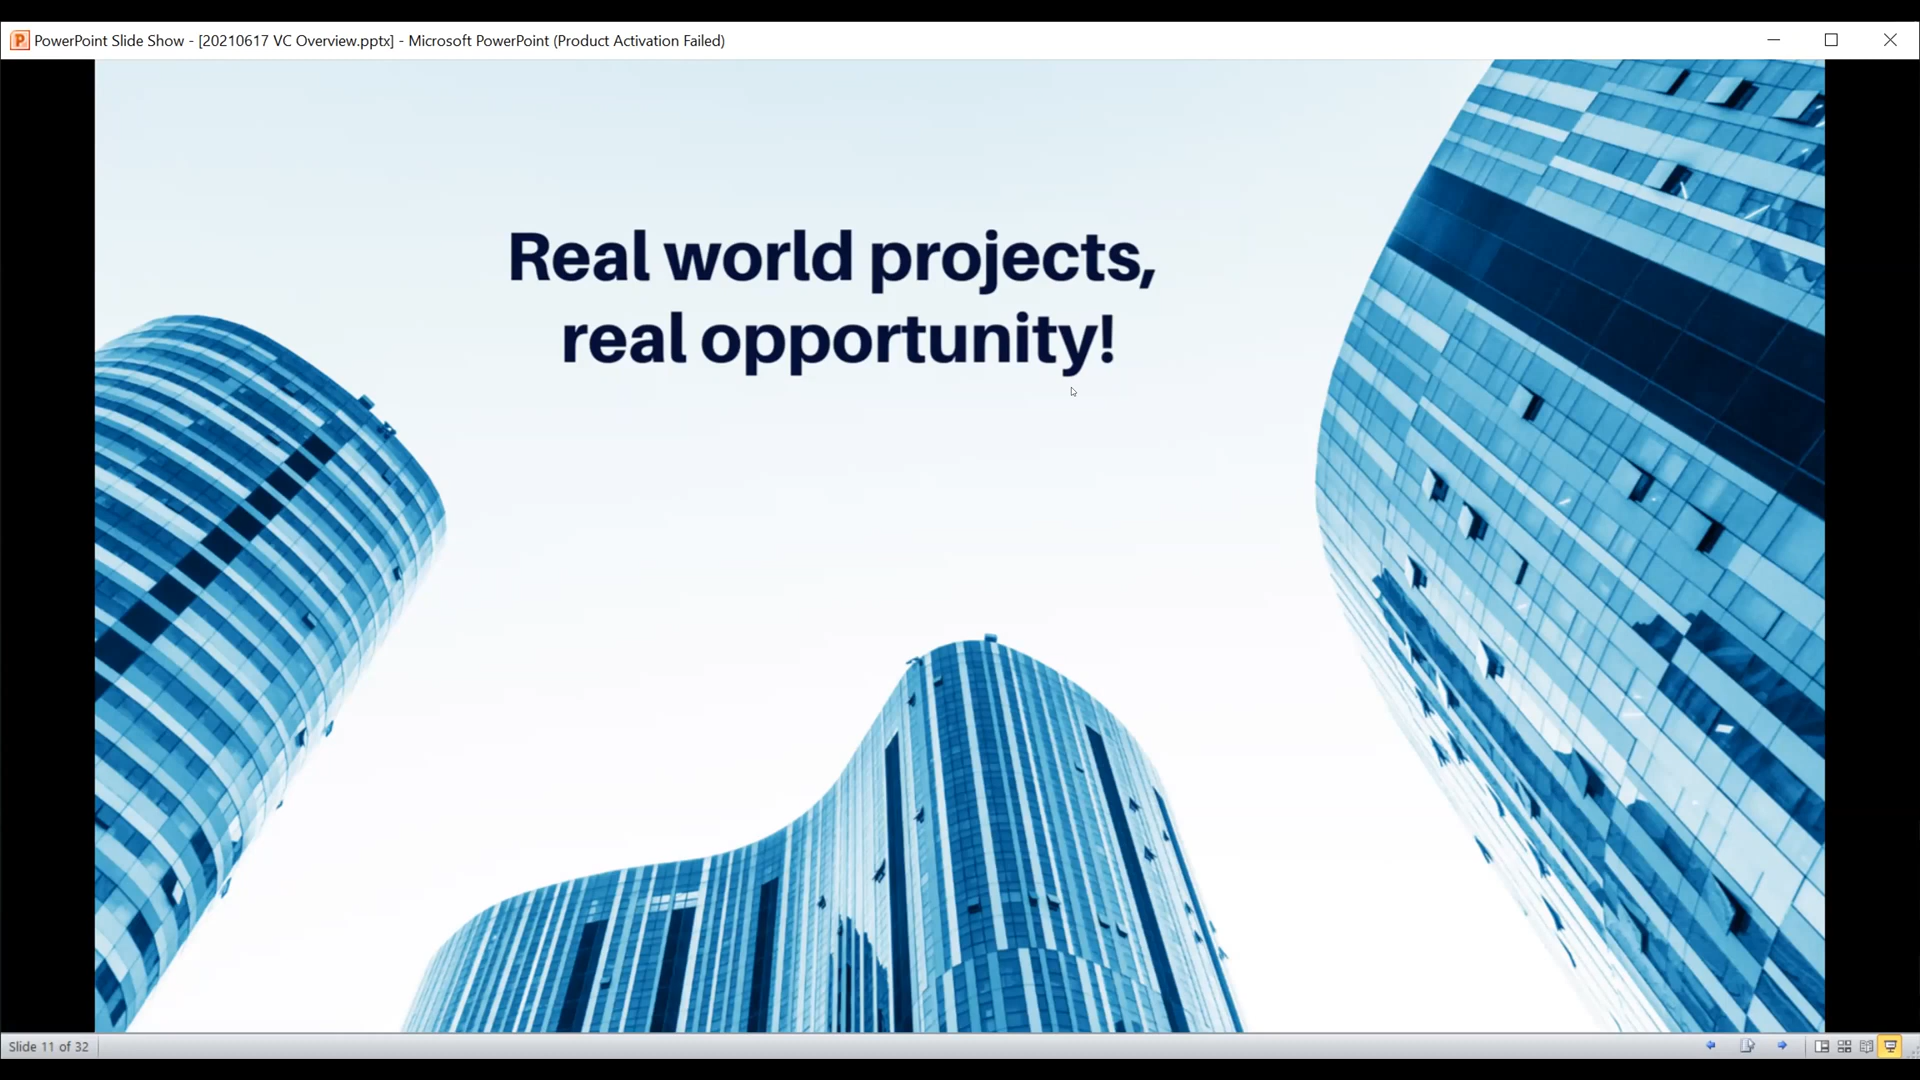 PowerPoint Slide Show - [20210617 VC Overview.pptx] - Microsoft PowerPoint (Product Activation Failed)
Real world projects,
real opportunity!
Slide 11 of 32